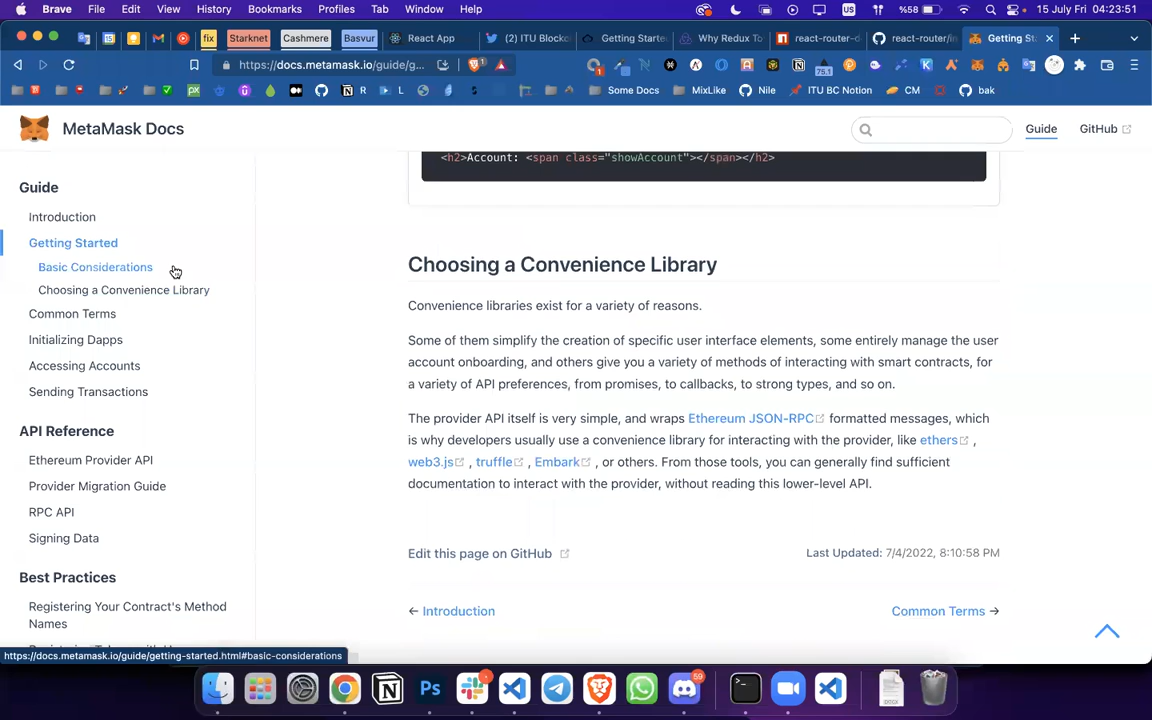 Brave File Edit View History Bookmarks Profiles Tab Window Help US %58 15 July Fri 04:23:51
fix Starknet Cashmere Basvur React App (2) ITU Block Getting Starte Why Redux To react-router-d react-router/in Getting St
https://docs.metamask.io/guide/g... 1 75.1
R L Some Docs MixLike Nile ITU BC Notion CM bak
MetaMask Docs
Guide GitHub
<h2>Account: <span class="showAccount"></span></h2>
Guide
Introduction
Getting Started
Basic Considerations
Choosing a Convenience Library
Common Terms
Initializing Dapps
Accessing Accounts
Sending Transactions
API Reference
Ethereum Provider API
Provider Migration Guide
RPC API
Signing Data
Best Practices
Registering Your Contract's Method
Names
https://docs.metamask.io/guide/getting-started.html#basic-considerations
Choosing a Convenience Library
Convenience libraries exist for a variety of reasons.
Some of them simplify the creation of specific user interface elements, some entirely manage the user
account onboarding, and others give you a variety of methods of interacting with smart contracts, for
a variety of API preferences, from promises, to callbacks, to strong types, and so on.
The provider API itself is very simple, and wraps Ethereum JSON-RPC formatted messages, which
is why developers usually use a convenience library for interacting with the provider, like ethers ,
web3.js , truffle , Embark , or others. From those tools, you can generally find sufficient
documentation to interact with the provider, without reading this lower-level API.
Edit this page on GitHub
Last Updated: 7/4/2022, 8:10:58 PM
← Introduction
Common Terms →
Ps 59